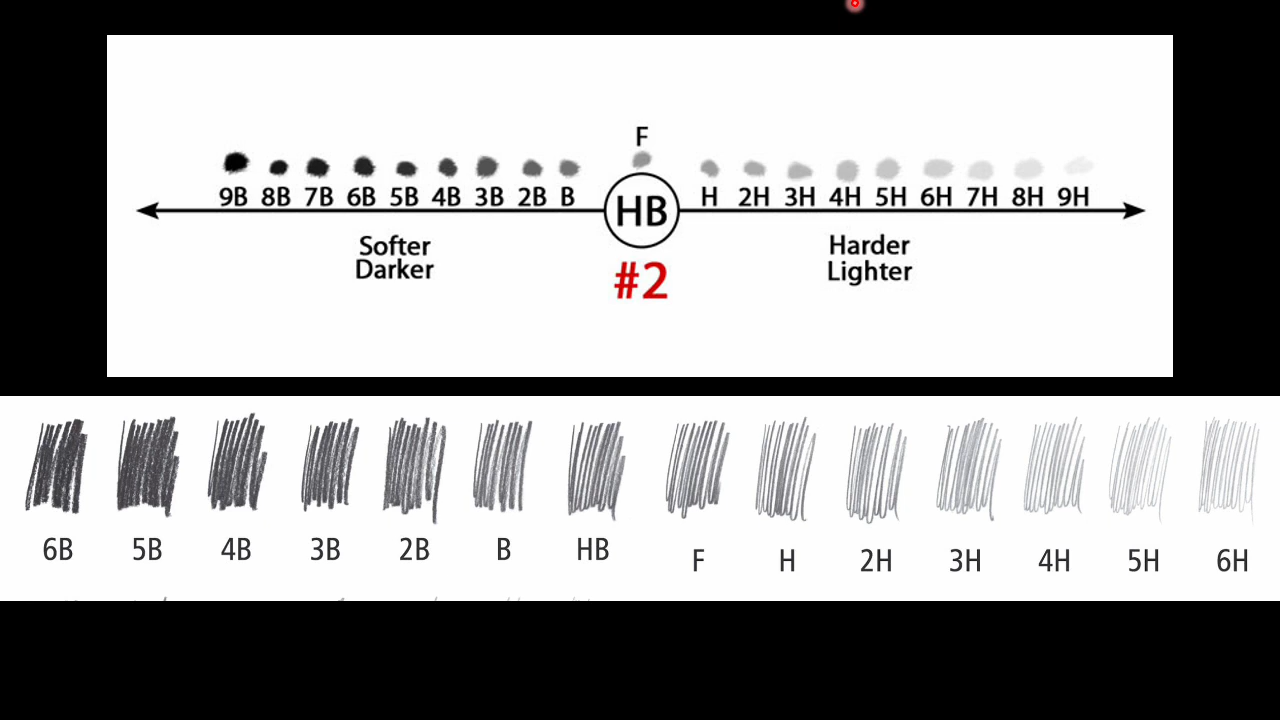 F
9B 8B 7B 6B 5B 4B 3B 2B B HB H 2H 3H 4H 5H 6H 7H 8H 9H
Softer
Darker
Harder
Lighter
#2
6B 5B 4B 3B 2B B HB F H 2H 3H 4H 5H 6H